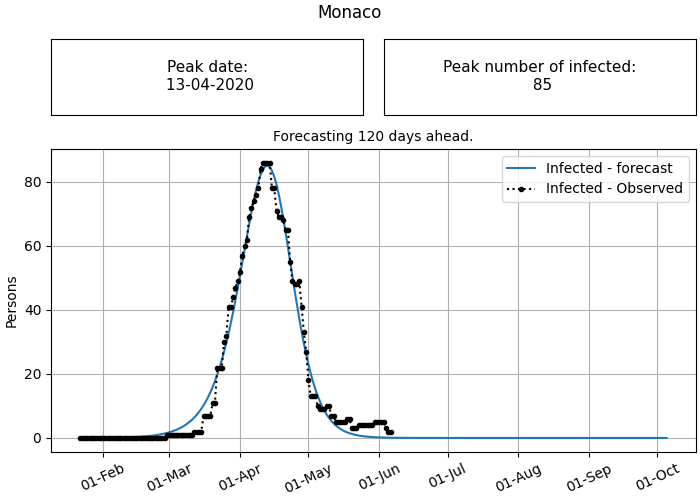 Monaco
Peak date:
13-04-2020
Peak number of infected:
85
Forecasting 120 days ahead.
Infected - forecast
Infected - Observed
Persons
80
60
40
20
0
01-Feb
01-Mar
01-Apr
01-May
01-Jun
01-Jul
01-Aug
01-Sep
01-Oct